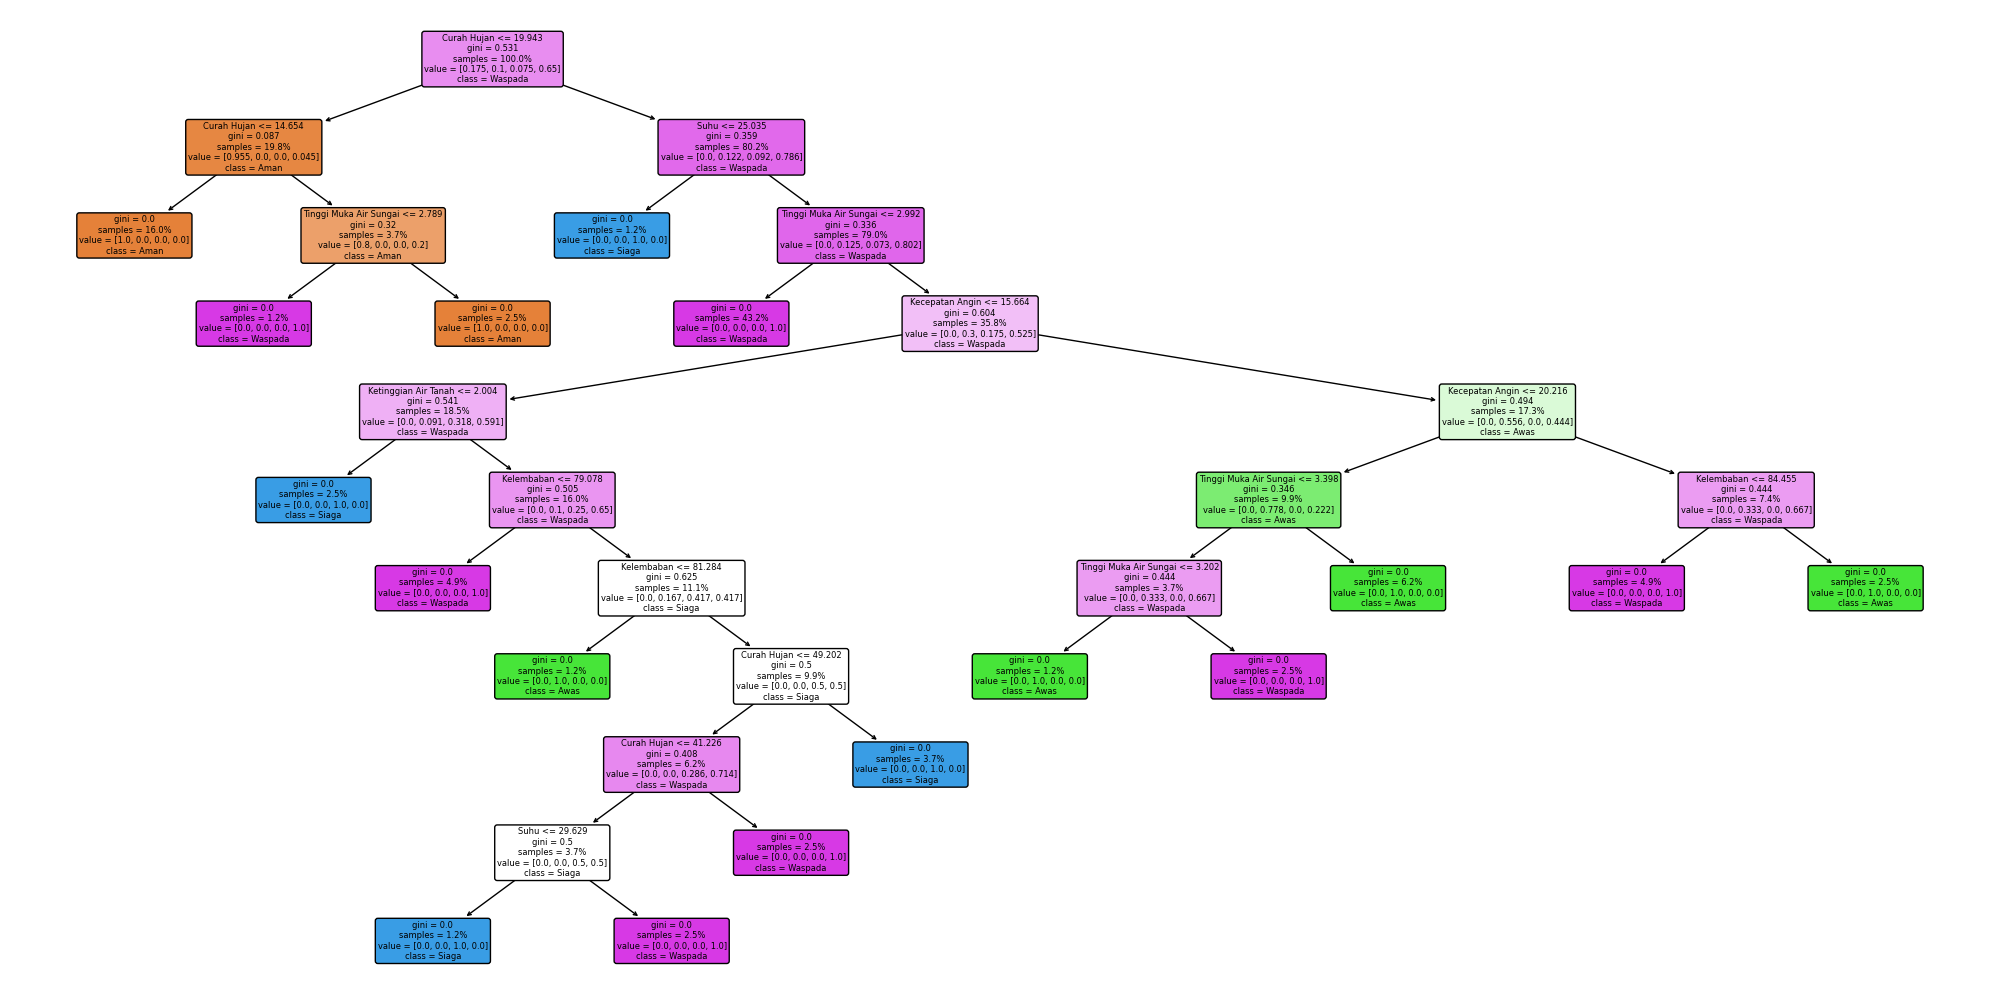 Curah Hujan <= 19.943
gini = 0.531
samples = 100.0%
value = [0.175, 0.1, 0.075, 0.65]
class = Waspada
Curah Hujan <= 14.654
gini = 0.087
samples = 19.8%
value = [0.955, 0.0, 0.0, 0.045]
class = Aman
Suhu <= 25.035
gini = 0.359
samples = 80.2%
value = [0.0, 0.122, 0.092, 0.786]
class = Waspada
gini = 0.0
samples = 16.0%
value = [1.0, 0.0, 0.0, 0.0]
class = Aman
Tinggi Muka Air Sungai <= 2.789
gini = 0.32
samples = 3.7%
value = [0.8, 0.0, 0.0, 0.2]
class = Aman
gini = 0.0
samples = 1.2%
value = [0.0, 0.0, 1.0, 0.0]
class = Siaga
Tinggi Muka Air Sungai <= 2.992
gini = 0.336
samples = 79.0%
value = [0.0, 0.125, 0.073, 0.802]
class = Waspada
gini = 0.0
samples = 1.2%
value = [0.0, 0.0, 0.0, 1.0]
class = Waspada
gini = 0.0
samples = 2.5%
value = [1.0, 0.0, 0.0, 0.0]
class = Aman
gini = 0.0
samples = 43.2%
value = [0.0, 0.0, 0.0, 1.0]
class = Waspada
Kecepatan Angin <= 15.664
gini = 0.604
samples = 35.8%
value = [0.0, 0.3, 0.175, 0.525]
class = Waspada
Ketinggian Air Tanah <= 2.004
gini = 0.541
samples = 18.5%
value = [0.0, 0.091, 0.318, 0.591]
class = Waspada
Kecepatan Angin <= 20.216
gini = 0.494
samples = 17.3%
value = [0.0, 0.556, 0.0, 0.444]
class = Awas
gini = 0.0
samples = 2.5%
value = [0.0, 0.0, 1.0, 0.0]
class = Siaga
Kelembaban <= 79.078
gini = 0.505
samples = 16.0%
value = [0.0, 0.1, 0.25, 0.65]
class = Waspada
Tinggi Muka Air Sungai <= 3.398
gini = 0.346
samples = 9.9%
value = [0.0, 0.778, 0.0, 0.222]
class = Awas
Kelembaban <= 84.455
gini = 0.444
samples = 7.4%
value = [0.0, 0.333, 0.0, 0.667]
class = Waspada
gini = 0.0
samples = 4.9%
value = [0.0, 0.0, 0.0, 1.0]
class = Waspada
Kelembaban <= 81.284
gini = 0.625
samples = 11.1%
value = [0.0, 0.167, 0.417, 0.417]
class = Siaga
Tinggi Muka Air Sungai <= 3.202
gini = 0.444
samples = 3.7%
value = [0.0, 0.333, 0.0, 0.667]
class = Waspada
gini = 0.0
samples = 6.2%
value = [0.0, 1.0, 0.0, 0.0]
class = Awas
gini = 0.0
samples = 4.9%
value = [0.0, 0.0, 0.0, 1.0]
class = Waspada
gini = 0.0
samples = 2.5%
value = [0.0, 1.0, 0.0, 0.0]
class = Awas
gini = 0.0
samples = 1.2%
value = [0.0, 1.0, 0.0, 0.0]
class = Awas
Curah Hujan <= 49.202
gini = 0.5
samples = 9.9%
value = [0.0, 0.0, 0.5, 0.5]
class = Siaga
gini = 0.0
samples = 1.2%
value = [0.0, 1.0, 0.0, 0.0]
class = Awas
gini = 0.0
samples = 2.5%
value = [0.0, 0.0, 0.0, 1.0]
class = Waspada
Curah Hujan <= 41.226
gini = 0.408
samples = 6.2%
value = [0.0, 0.0, 0.286, 0.714]
class = Waspada
gini = 0.0
samples = 3.7%
value = [0.0, 0.0, 1.0, 0.0]
class = Siaga
Suhu <= 29.629
gini = 0.5
samples = 3.7%
value = [0.0, 0.0, 0.5, 0.5]
class = Siaga
gini = 0.0
samples = 2.5%
value = [0.0, 0.0, 0.0, 1.0]
class = Waspada
gini = 0.0
samples = 1.2%
value = [0.0, 0.0, 1.0, 0.0]
class = Siaga
gini = 0.0
samples = 2.5%
value = [0.0, 0.0, 0.0, 1.0]
class = Waspada